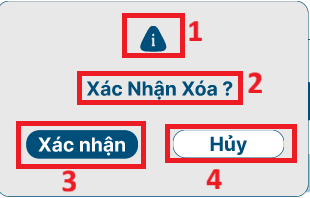 i 1
Xác Nhận Xóa ? 2
Xác nhận Hủy
3 4